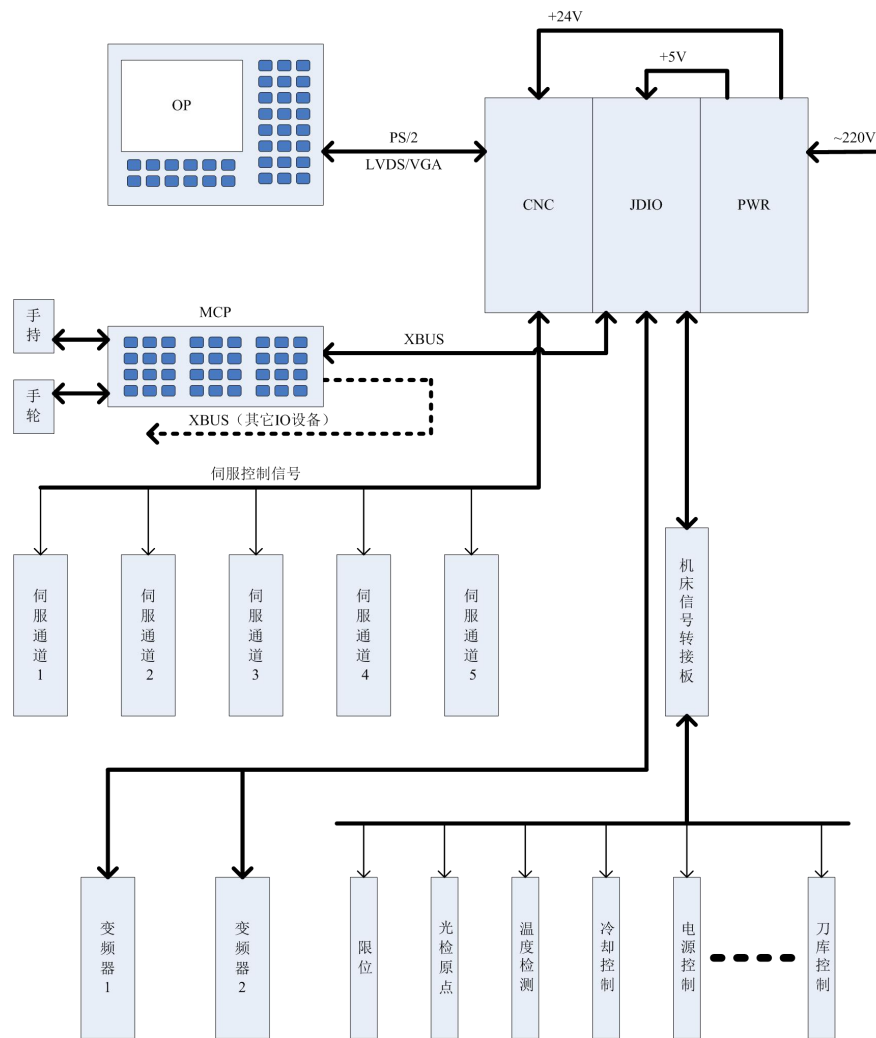 +24V
+5V
OP
PS/2
LVDS/VGA
CNC
JDIO
PWR
~220V
手持
手轮
MCP
XBUS
XBUS（其它IO设备）
伺服控制信号
伺服通道1
伺服通道2
伺服通道3
伺服通道4
伺服通道5
机床信号转接板
变频器1
变频器2
限位
光检原点
温度检测
冷却控制
电源控制
刀库控制